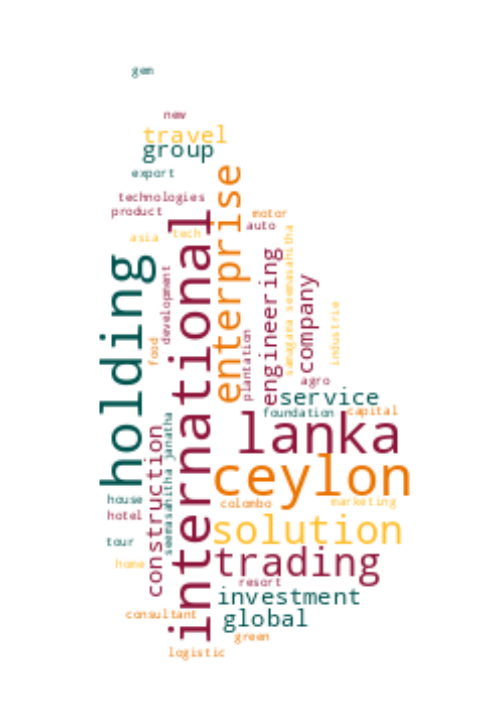 gem
new
travel
group
export
technologies
product
asia
tech
motor
auto
holding
international
enterprise
development
food
engineering
samagara seemasahitha
company
industrie
plantation
agro
service
foundation
capital
lanka
ceylon
construction
seemasahitha janatha
house
hotel
tour
home
colombo
marketing
solution
trading
resort
investment
global
consultant
green
logistic